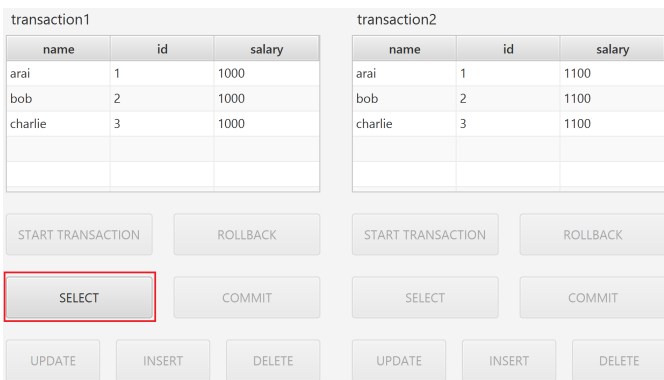 transaction1 transaction2
name id salary name id salary
arai 1 1000 arai 1 1100
bob 2 1000 bob 2 1100
charlie 3 1000 charlie 3 1100
START TRANSACTION ROLLBACK START TRANSACTION ROLLBACK
SELECT COMMIT SELECT COMMIT
UPDATE INSERT DELETE UPDATE INSERT DELETE